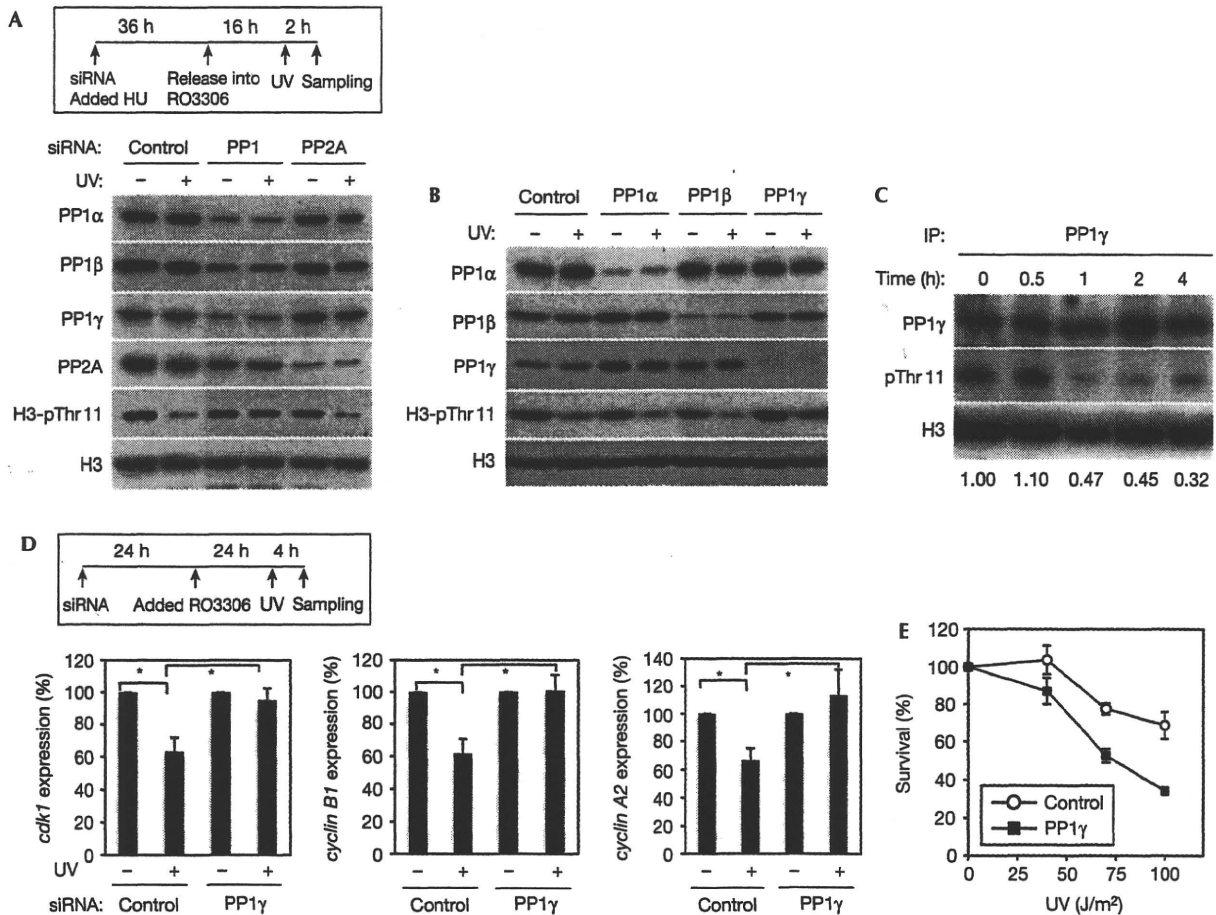 A
36 h 16 h 2 h
siRNA Release into UV Sampling
Added HU RO3306
siRNA: Control PP1 PP2A
UV: – + – + – +
PP1α
PP1β
PP1γ
PP2A
H3-pThr 11
H3
B
Control PP1α PP1β PP1γ
UV: – + – + – + – +
PP1α
PP1β
PP1γ
H3-pThr 11
H3
C
IP: PP1γ
Time (h): 0 0.5 1 2 4
PP1γ
pThr 11
H3
1.00 1.10 0.47 0.45 0.32
D
24 h 24 h 4 h
siRNA Added RO3306 UV Sampling
cdk1 expression (%)
120
100
80
60
40
20
0
UV – + – +
siRNA: Control PP1γ
* *
cyclin B1 expression (%)
120
100
80
60
40
20
0
– + – +
Control PP1γ
* *
cyclin A2 expression (%)
140
120
100
80
60
40
20
0
– + – +
Control PP1γ
* *
E
Survival (%)
120
100
80
60
40
20
0
Control
PP1γ
0 25 50 75 100
UV (J/m²)